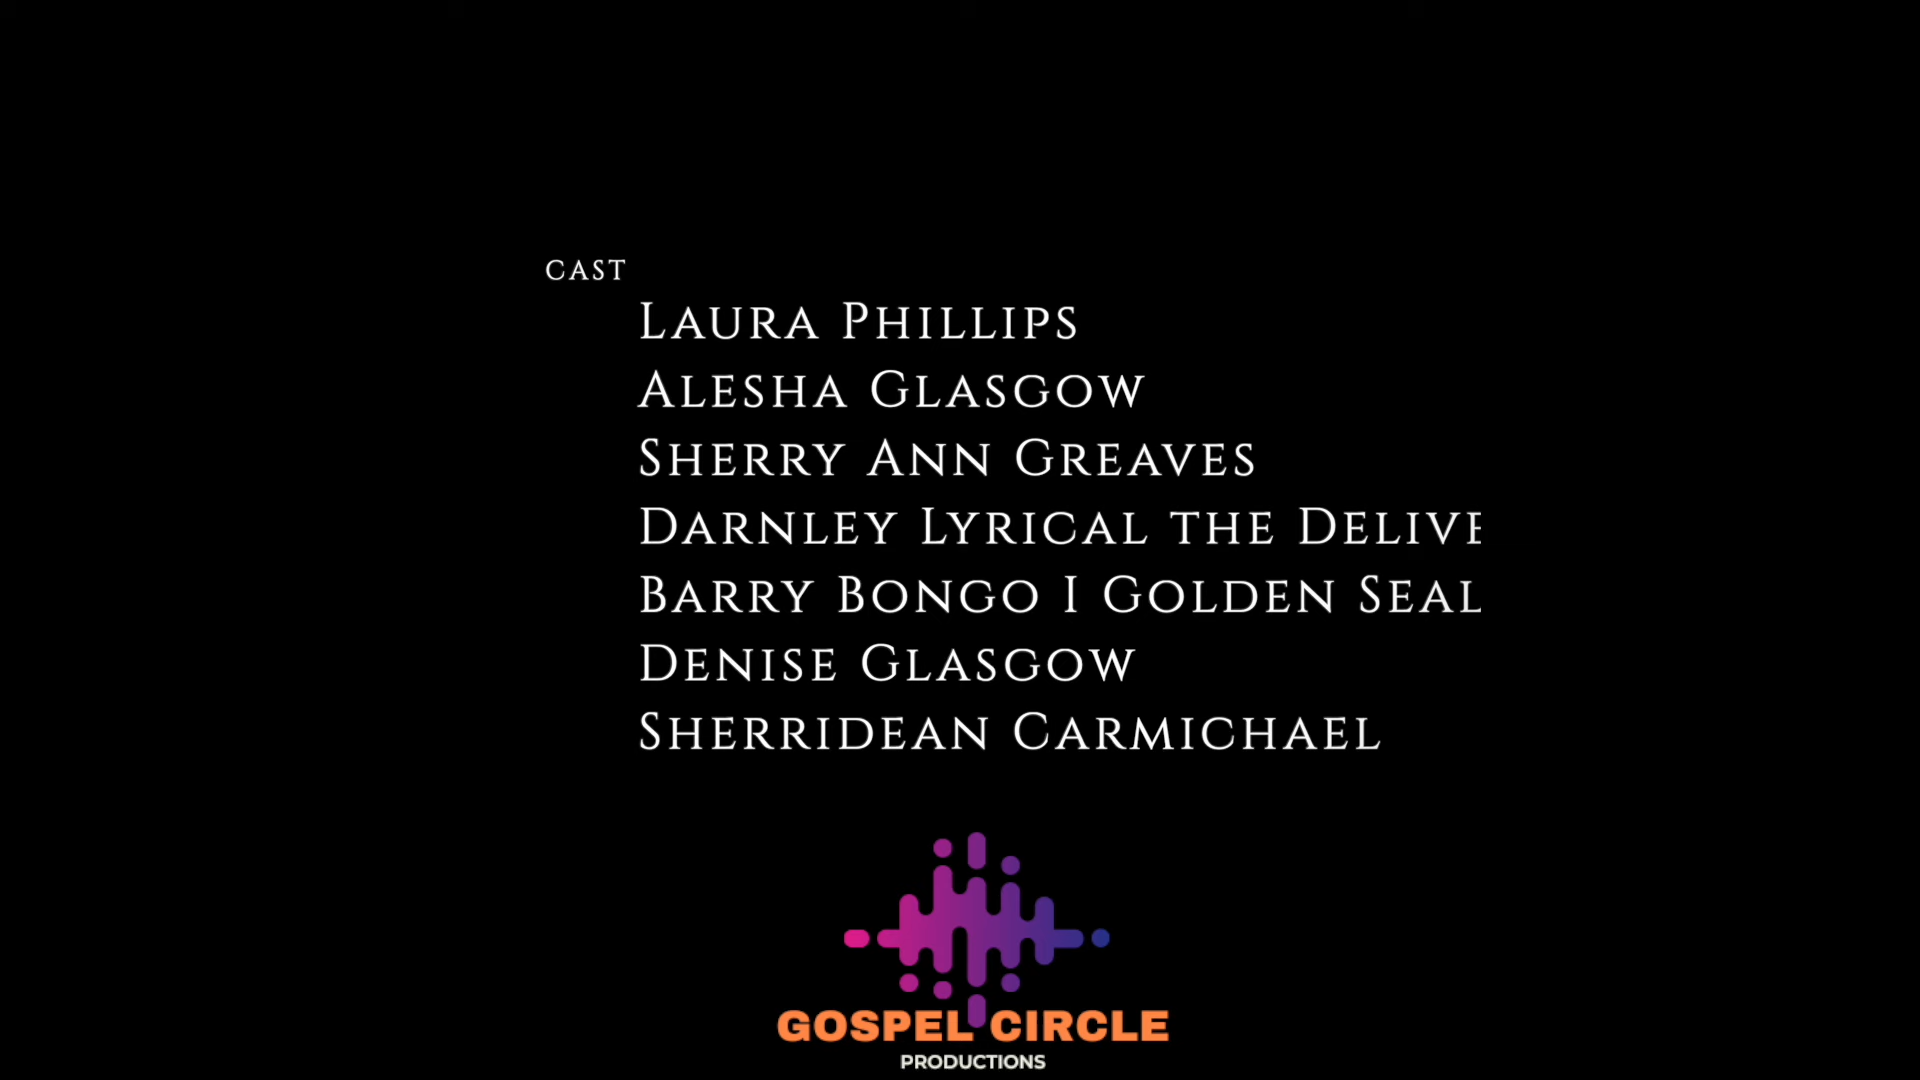 CAST
Laura Phillips
Alesha Glasgow
Sherry Ann Greaves
Darnley Lyrical the
Barry Bongo I Golden Seal
Denise Glasgow
Sherridean Carmichael
GOSPEL CIRCLE
PRODUCTIONS